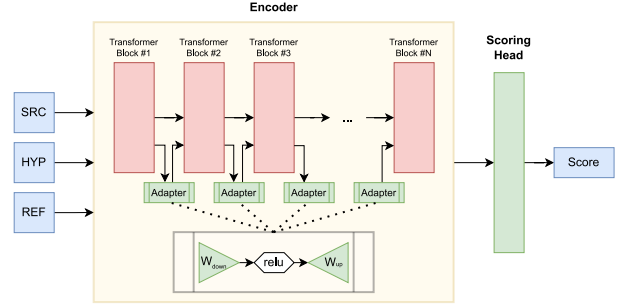 Encoder
Transformer
Block #1
Transformer
Block #2
Transformer
Block #3
Transformer
Block #N
Scoring
Head
SRC
HYP
REF
...
Adapter
Adapter
Adapter
Adapter
Score
Wdown
relu
Wup